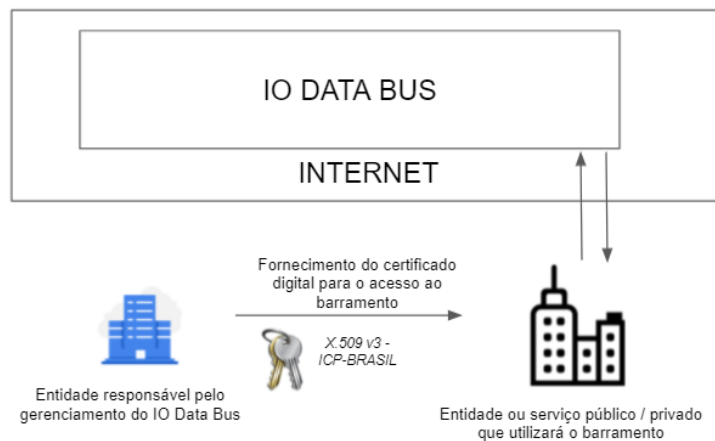 IO DATA BUS
INTERNET
Fornecimento do certificado
digital para o acesso ao
barramento
X.509 v3 -
ICP-BRASIL
Entidade responsável pelo
gerenciamento do IO Data Bus
Entidade ou serviço público / privado
que utilizará o barramento